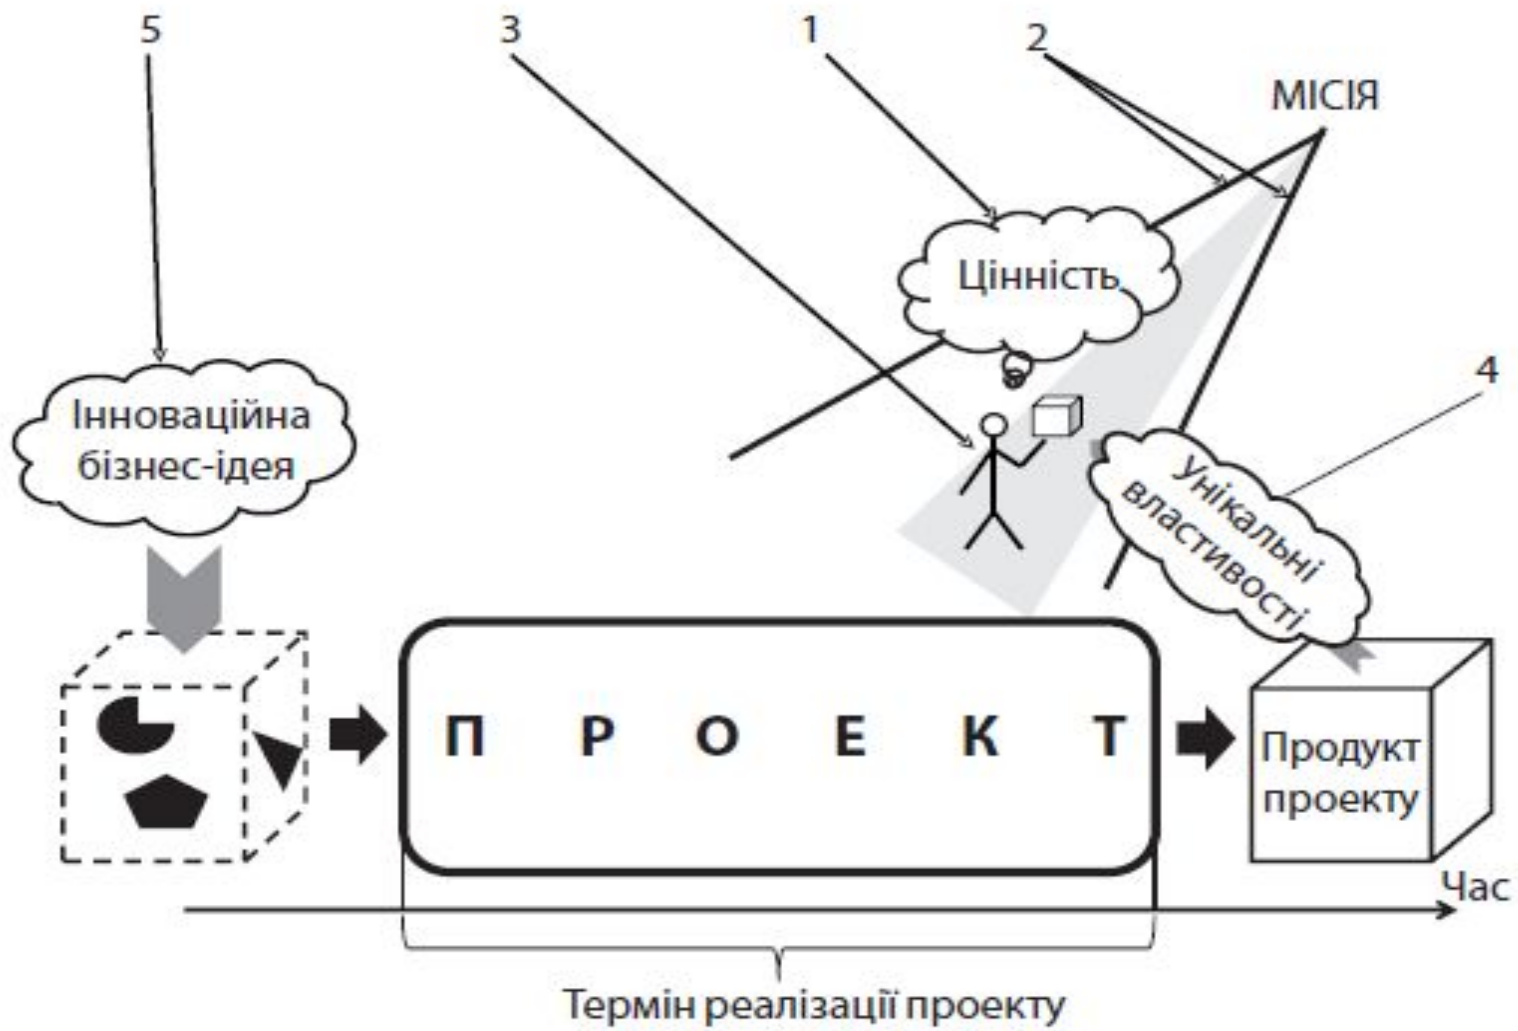 5
3
1
2
МІСІЯ
Цінність
4
Інноваційна
бізнес-ідея
Унікальні
властивості
П Р О Е К Т
Продукт
проекту
Час
Термін реалізації проекту